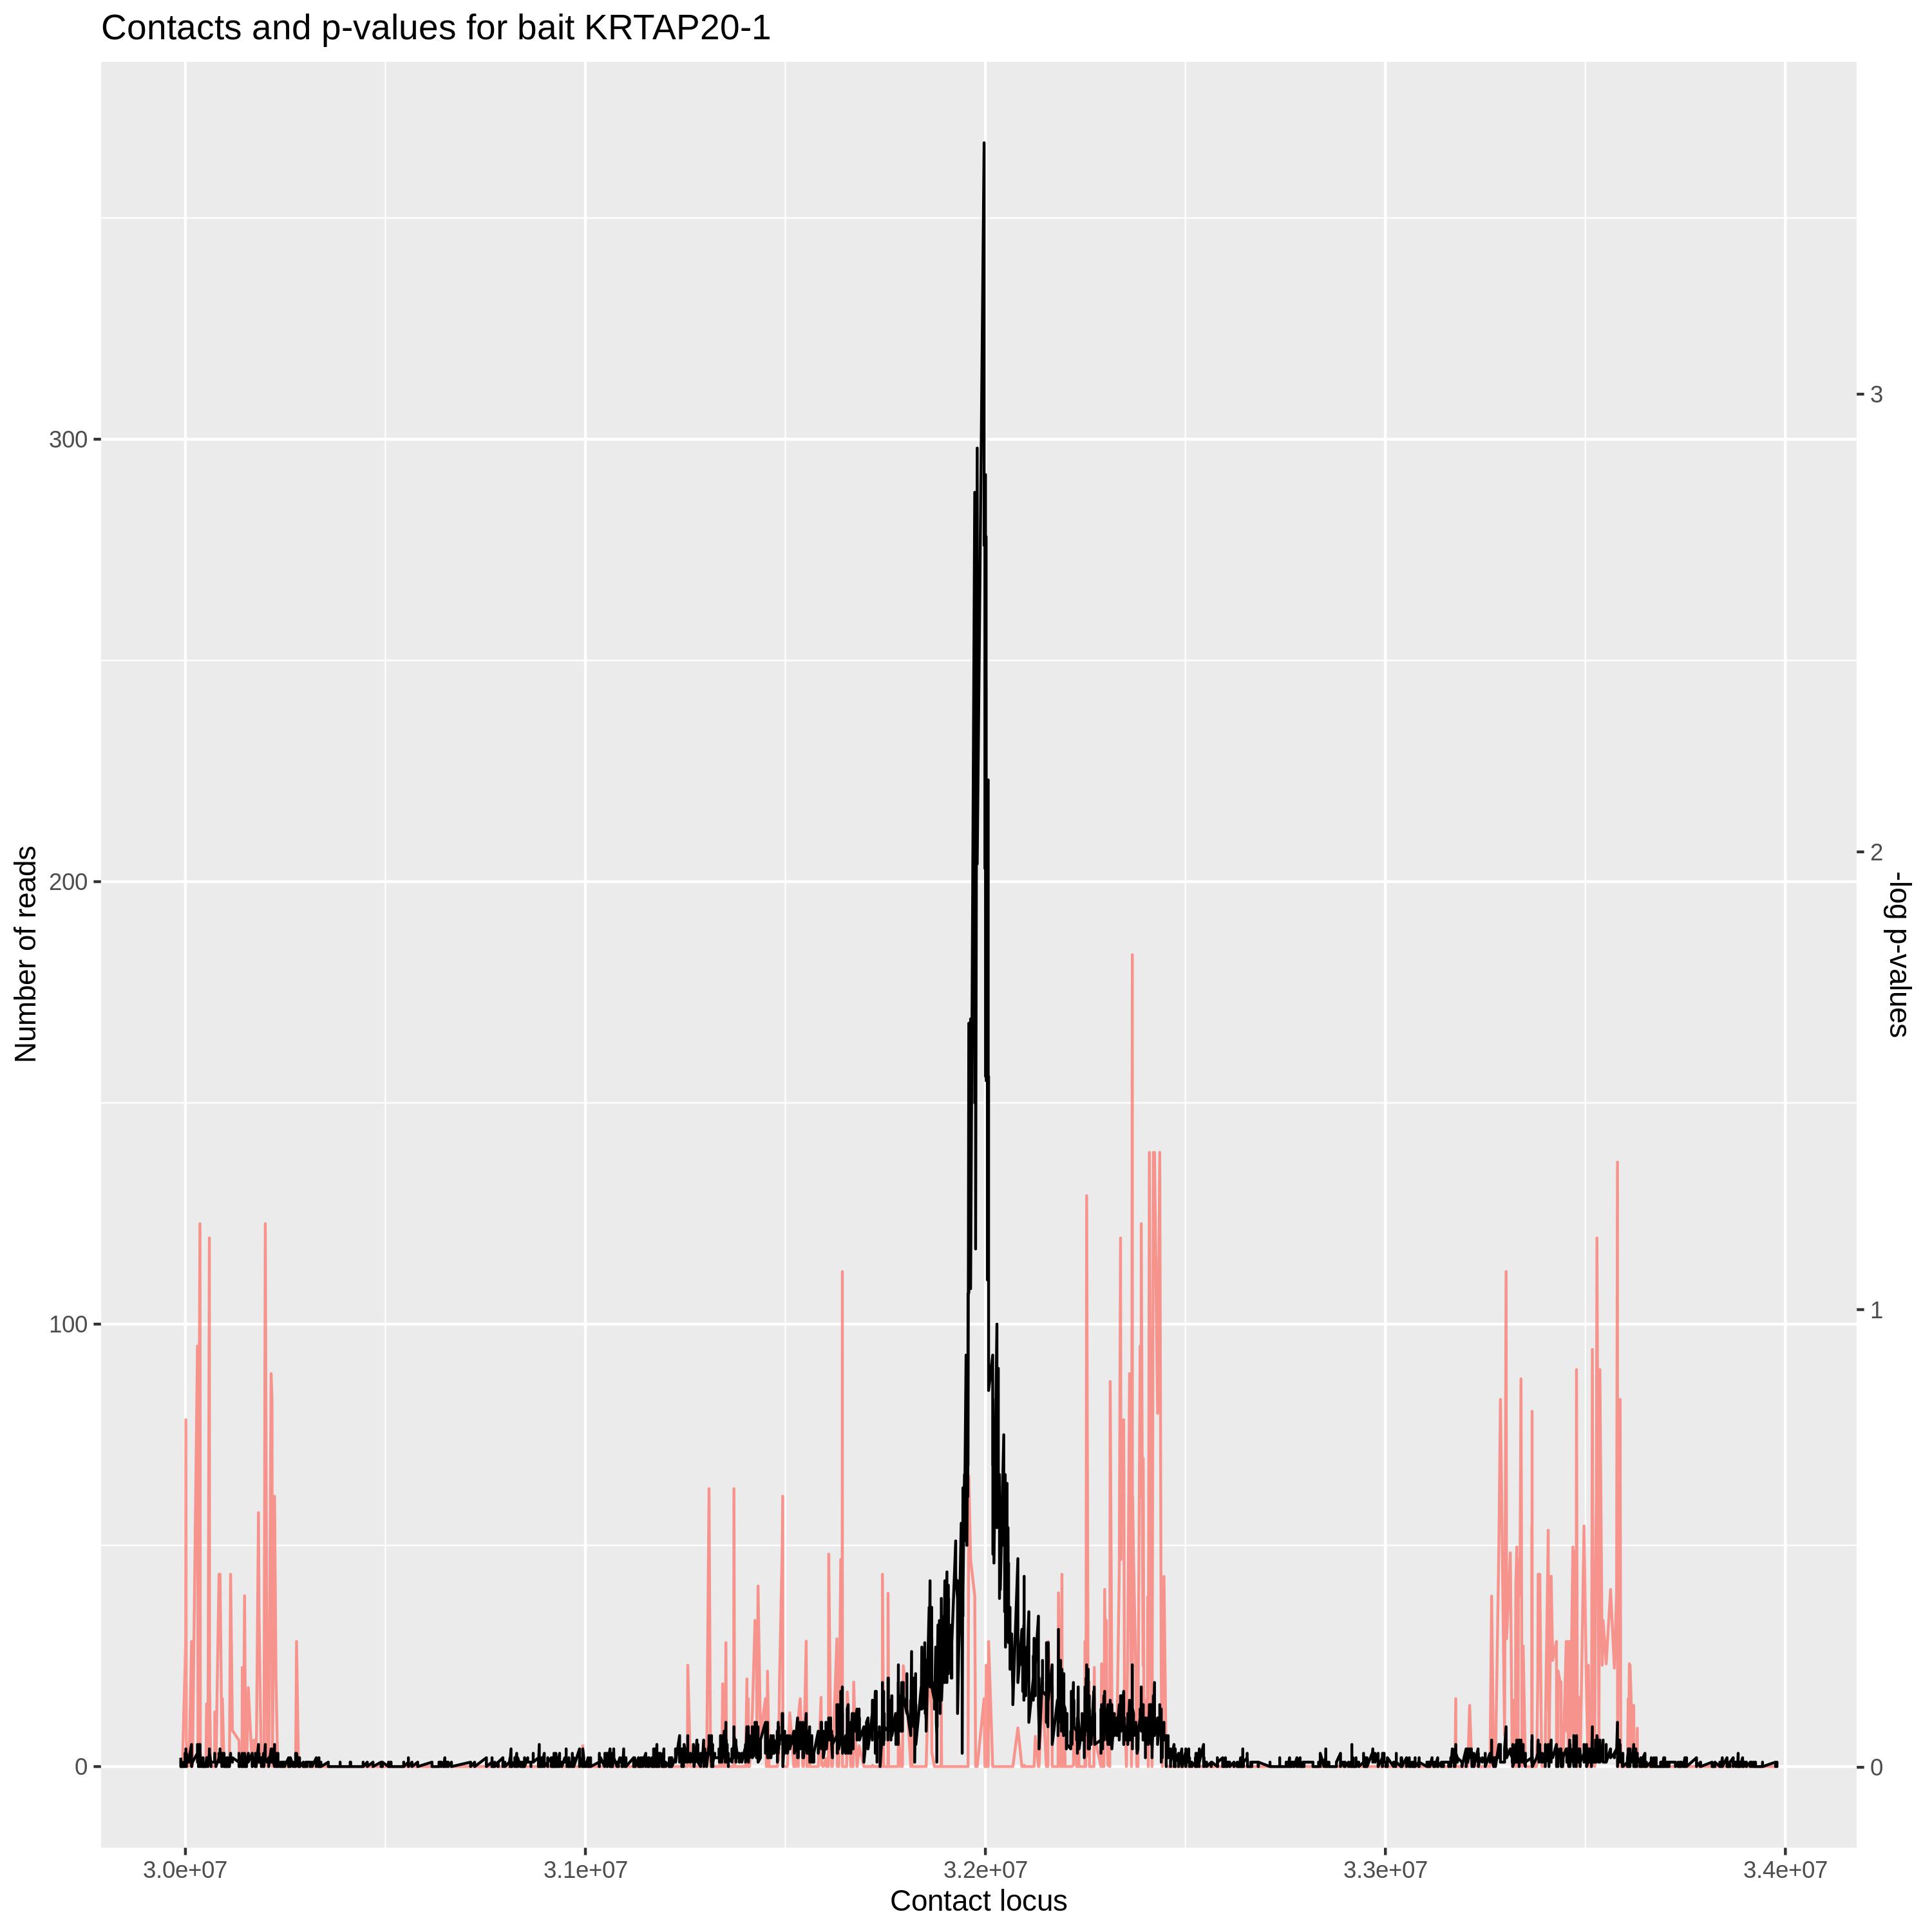 Contacts and p-values for bait KRTAP20-1
300
200
100
0
Number of reads
3
2
1
0
-log p-values
3.0e+07 3.1e+07 3.2e+07 3.3e+07 3.4e+07
Contact locus